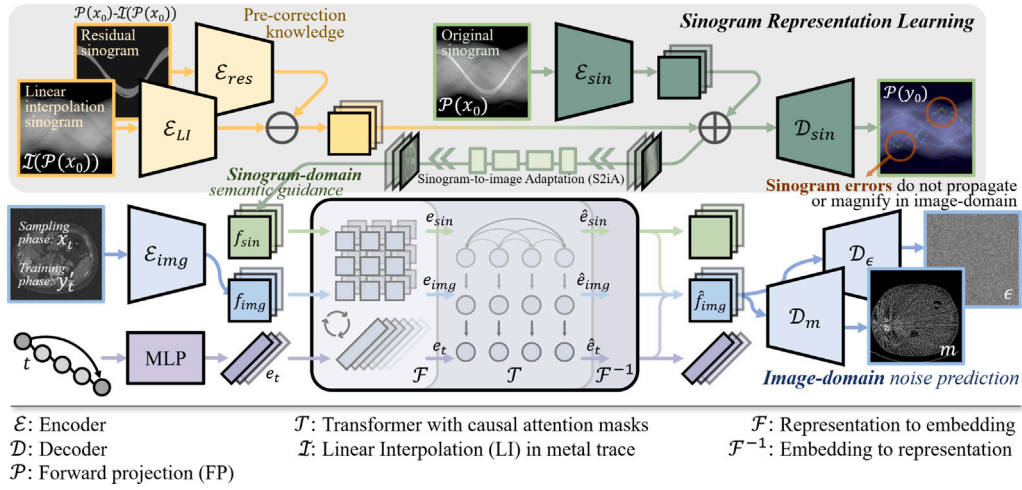 𝒫(x₀)-ℐ(𝒫(x₀))
Residual
sinogram
Pre-correction
knowledge
Sinogram Representation Learning
ℰ_res
Original
sinogram
𝒫(x₀)
ℰ_sin
Linear
interpolation
sinogram
ℐ(𝒫(x₀))
ℰ_LI
𝒟_sin
𝒫(y₀)
Sinogram-domain
semantic guidance
Sinogram-to-image Adaptation (S2iA)
Sinogram errors do not propagate
or magnify in image-domain
Sampling
phase: x_t
Training
phase: y'_t
ℰ_img
f_sin
f_img
e_sin
e_img
e_t
ℱ
𝒯
ê_sin
ê_img
ê_t
ℱ⁻¹
f̂_img
𝒟_ϵ
ϵ
𝒟_m
m
t
MLP
e_t
Image-domain noise prediction
ℰ: Encoder
𝒟: Decoder
𝒫: Forward projection (FP)
𝒯: Transformer with causal attention masks
ℐ: Linear Interpolation (LI) in metal trace
ℱ: Representation to embedding
ℱ⁻¹: Embedding to representation